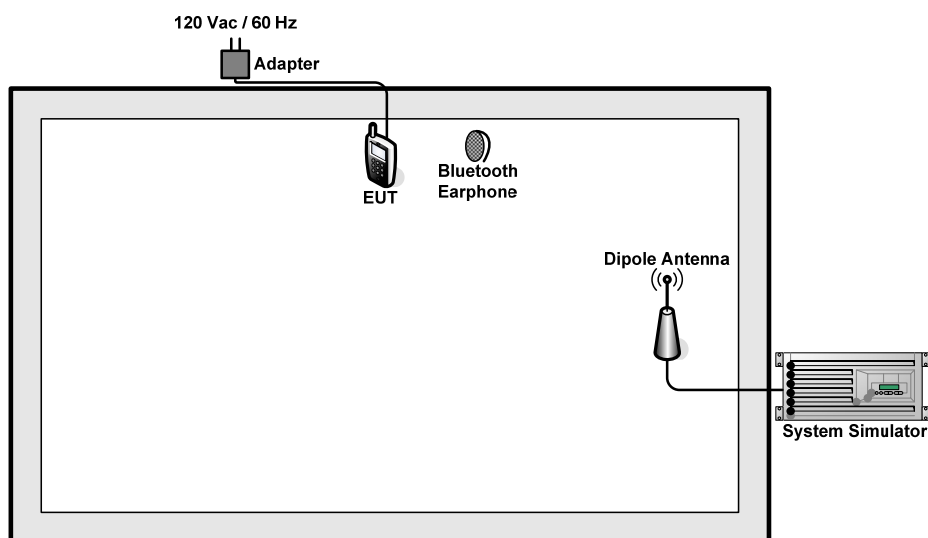 120 Vac / 60 Hz
Adapter
EUT
Bluetooth
Earphone
Dipole Antenna
System Simulator